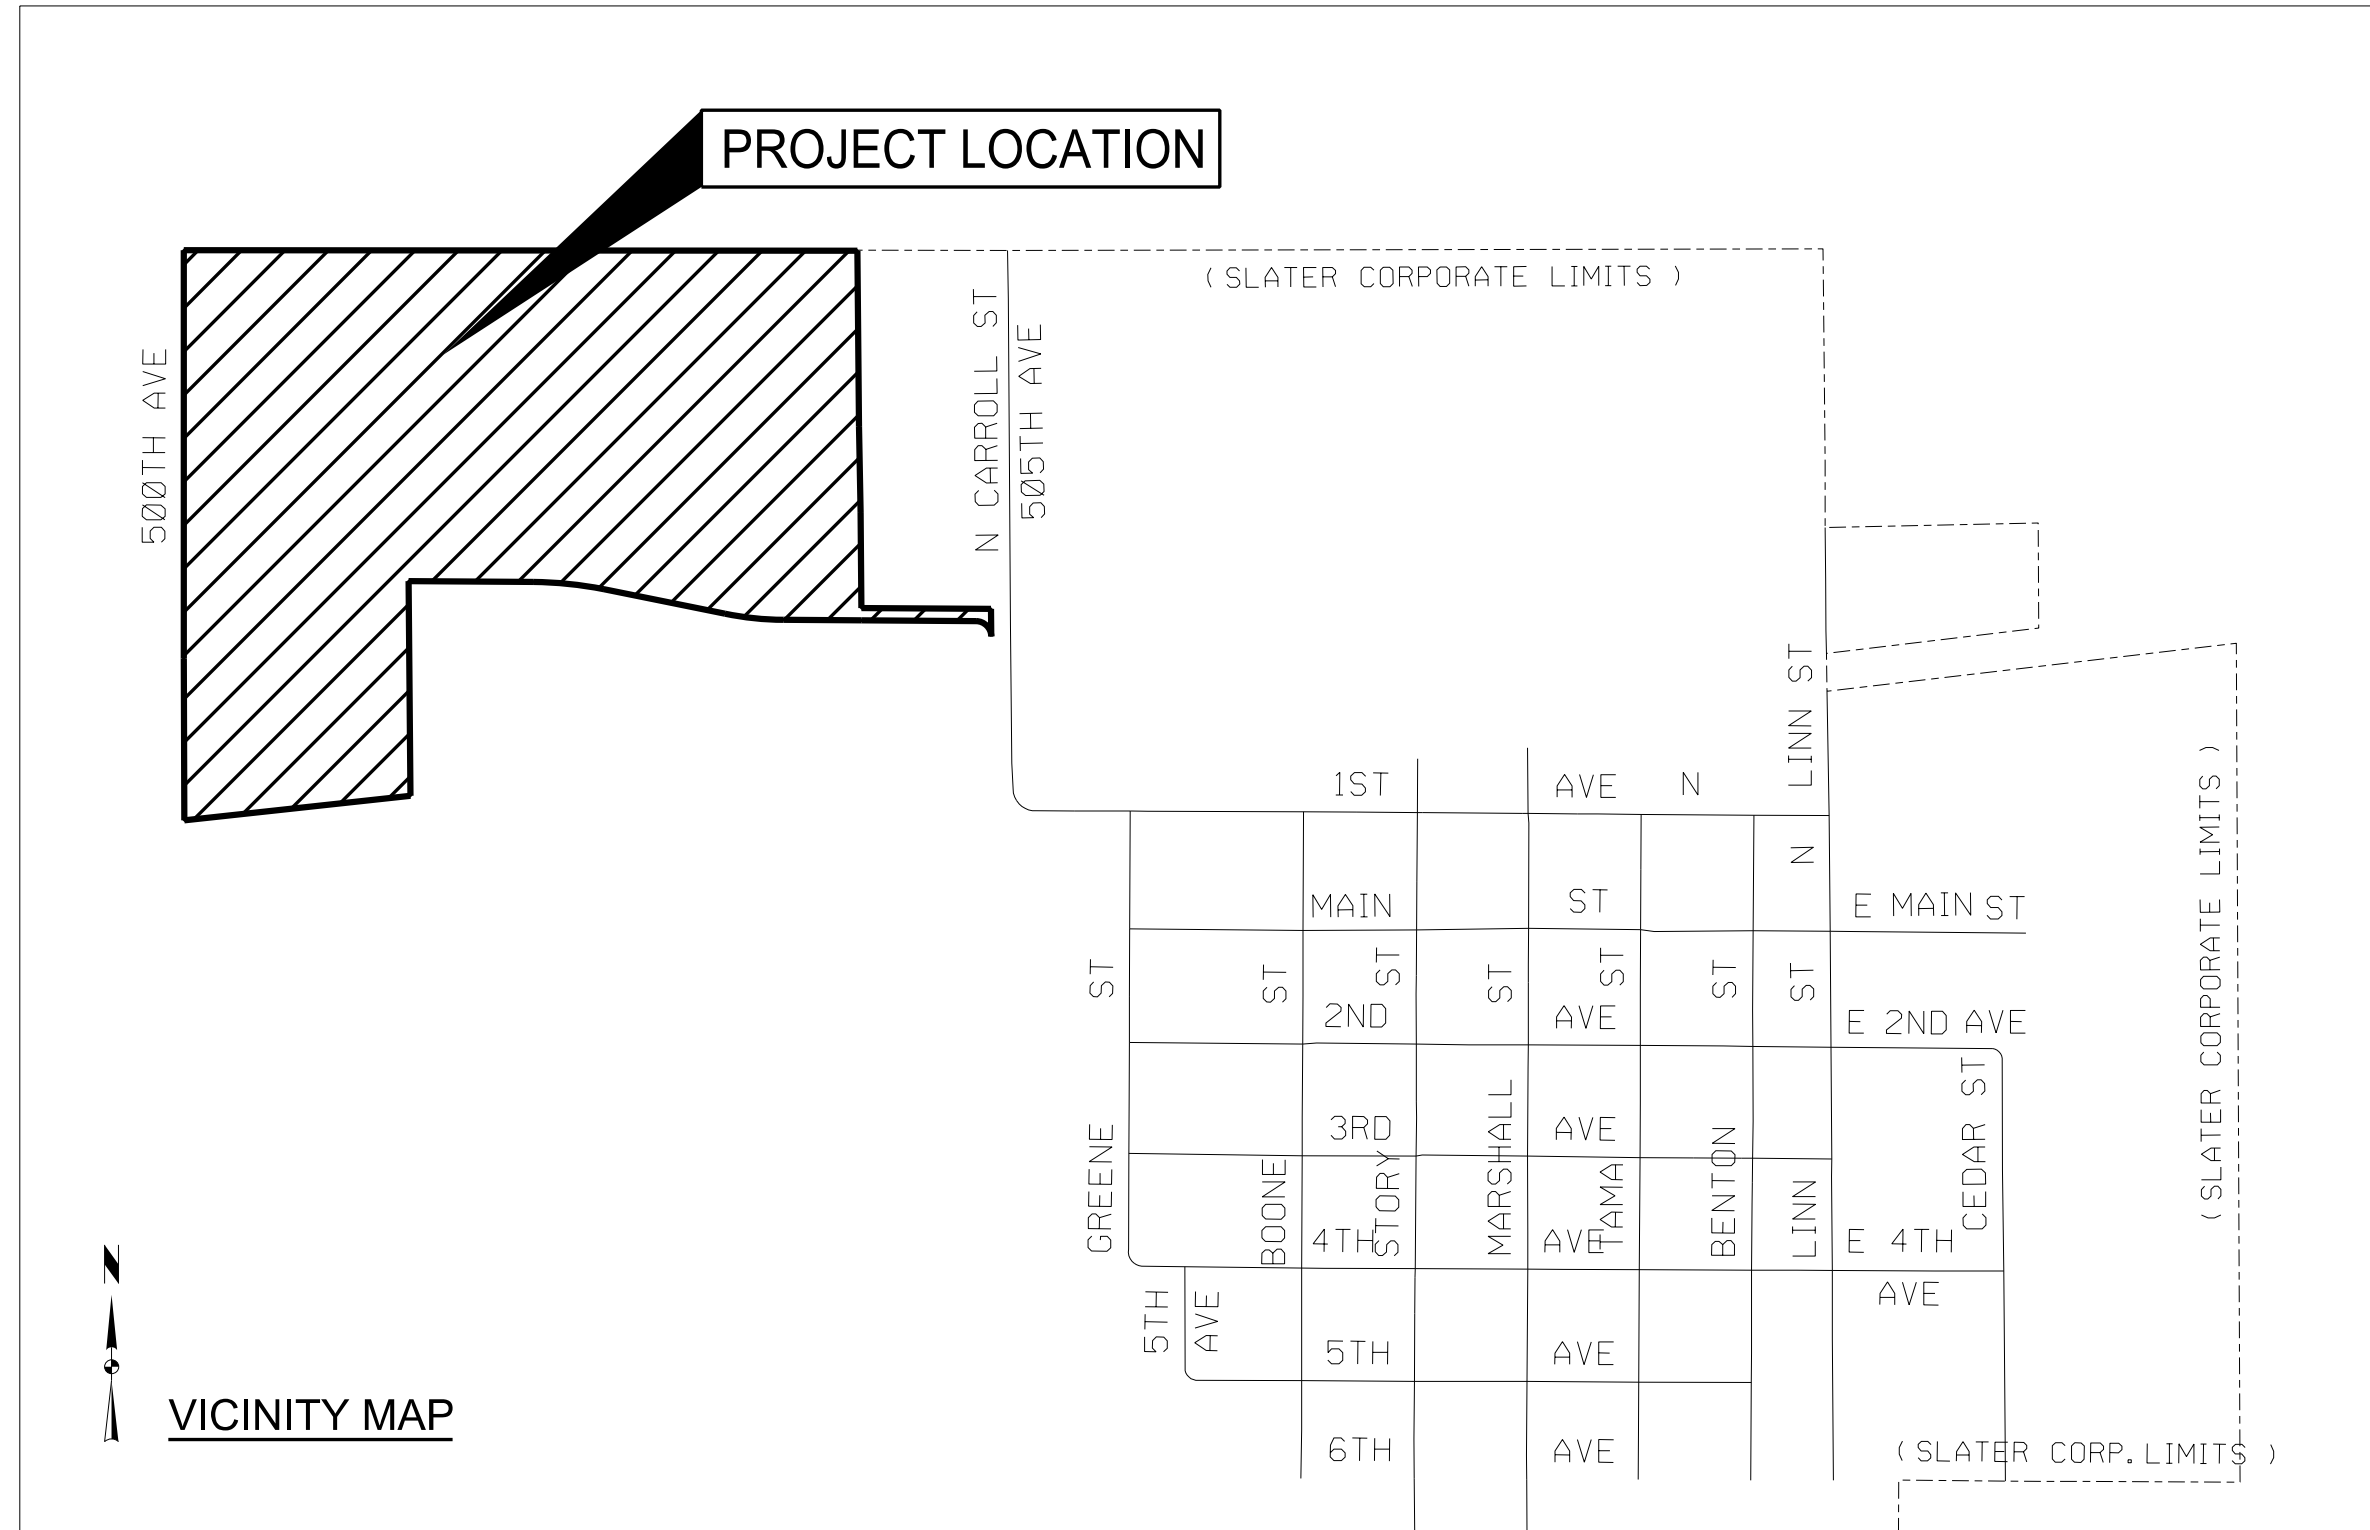 PROJECT LOCATION
( SLATER CORPORATE LIMITS )
500TH AVE
N CARROLL ST
505TH AVE
N LINN ST
1ST AVE N
MAIN ST
E MAIN ST
( SLATER CORPORATE LIMITS )
GREENE ST
BOONE ST
STORY ST
MARSHALL ST
TAMA ST
BENTON ST
LINN ST
2ND AVE
E 2ND AVE
CEDAR ST
3RD AVE
4TH AVE
E 4TH AVE
5TH AVE
5TH AVE
6TH AVE
( SLATER CORP. LIMITS )
N
VICINITY MAP